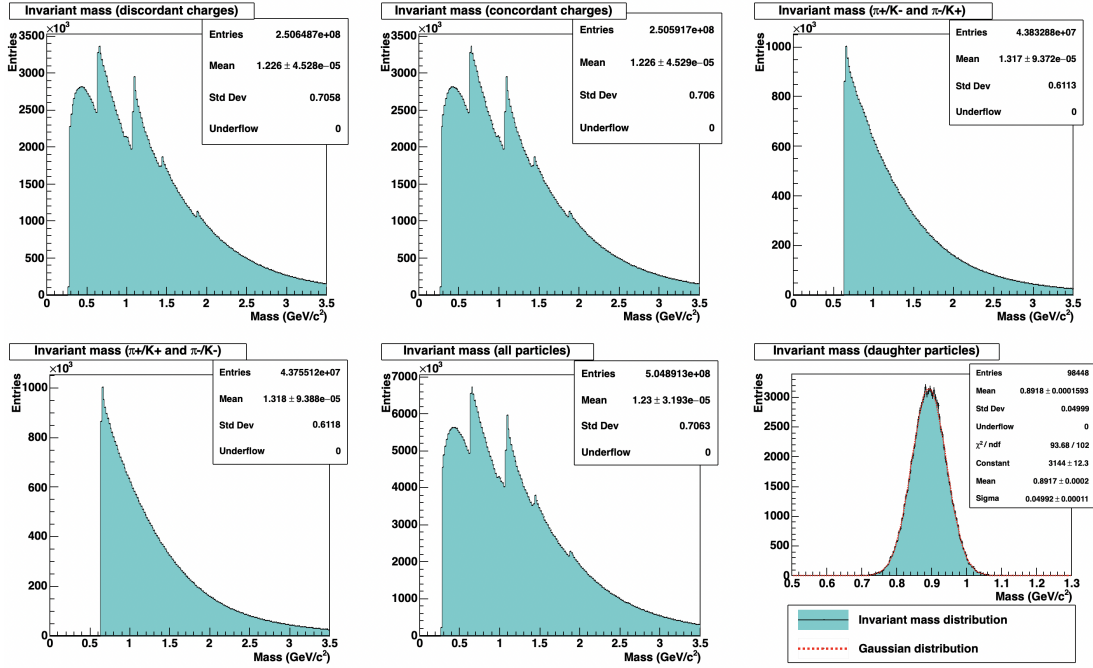 Invariant mass (discordant charges)
×10³
Entries
3500
3000
2500
2000
1500
1000
500
0
Entries 2.506487e+08
Mean 1.226 ± 4.528e−05
Std Dev 0.7058
Underflow 0
0 0.5 1 1.5 2 2.5 3 3.5
Mass (GeV/c²)
Invariant mass (concordant charges)
×10³
Entries
3500
3000
2500
2000
1500
1000
500
0
Entries 2.505917e+08
Mean 1.226 ± 4.529e−05
Std Dev 0.706
Underflow 0
0 0.5 1 1.5 2 2.5 3 3.5
Mass (GeV/c²)
Invariant mass (π+/K- and π-/K+)
×10³
Entries
1000
800
600
400
200
0
Entries 4.383288e+07
Mean 1.317 ± 9.372e−05
Std Dev 0.6113
Underflow 0
0 0.5 1 1.5 2 2.5 3 3.5
Mass (GeV/c²)
Invariant mass (π+/K+ and π-/K-)
×10³
Entries
1000
800
600
400
200
0
Entries 4.375512e+07
Mean 1.318 ± 9.388e−05
Std Dev 0.6118
Underflow 0
0 0.5 1 1.5 2 2.5 3 3.5
Mass (GeV/c²)
Invariant mass (all particles)
×10³
Entries
7000
6000
5000
4000
3000
2000
1000
0
Entries 5.048913e+08
Mean 1.23 ± 3.193e−05
Std Dev 0.7063
Underflow 0
0 0.5 1 1.5 2 2.5 3 3.5
Mass (GeV/c²)
Invariant mass (daughter particles)
Entries
3000
2500
2000
1500
1000
500
0
Entries 98448
Mean 0.8918 ± 0.0001593
Std Dev 0.04999
Underflow 0
χ² / ndf 93.68 / 102
Constant 3144 ± 12.3
Mean 0.8917 ± 0.0002
Sigma 0.04992 ± 0.00011
0.5 0.6 0.7 0.8 0.9 1 1.1 1.2 1.3
Mass (GeV/c²)
Invariant mass distribution
Gaussian distribution